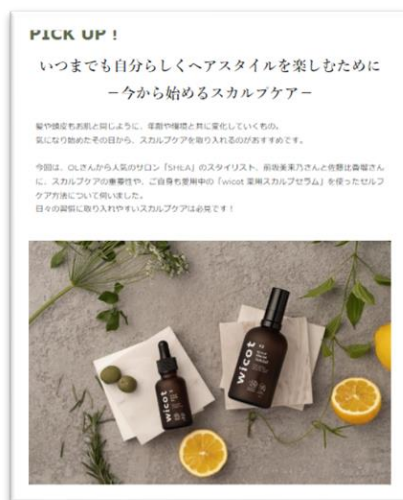 PICK UP !
いつまでも自分らしくヘアスタイルを楽しむために
－今から始めるスカルプケア－
髪や頭皮もお肌と同じように、年齢や環境と共に変化していくもの。
気になり始めたその日から、スカルプケアを取り入れるのがおすすめです。
今回は、OLさんから人気のサロン「SHLA」のスタイリスト、前坂美来乃さんと佐野比香留さん
に、スカルプケアの重要性や、ご自身も愛用中の「wicot 薬用スカルプセラム」を使ったセルフ
ケア方法について伺いました。
日々の習慣に取り入れやすいスカルプケアは必見です！
wicot
wicot